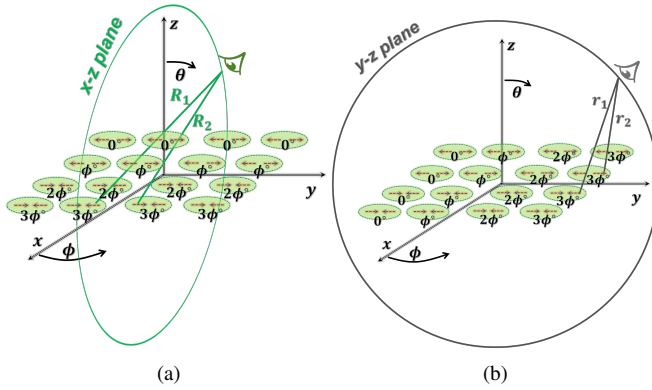 x-z plane
z
θ
R₁
R₂
0° 0° 0° 0°
ϕ° ϕ° ϕ° ϕ°
2ϕ° 2ϕ° 2ϕ° 2ϕ°
3ϕ° 3ϕ° 3ϕ° 3ϕ°
y
x
ϕ
(a)
y-z plane
z
θ
r₁
r₂
0° ϕ° 2ϕ° 3ϕ°
0° ϕ° 2ϕ° 3ϕ°
0° ϕ° 2ϕ° 3ϕ°
0° ϕ° 2ϕ° 3ϕ°
y
x
ϕ
(b)